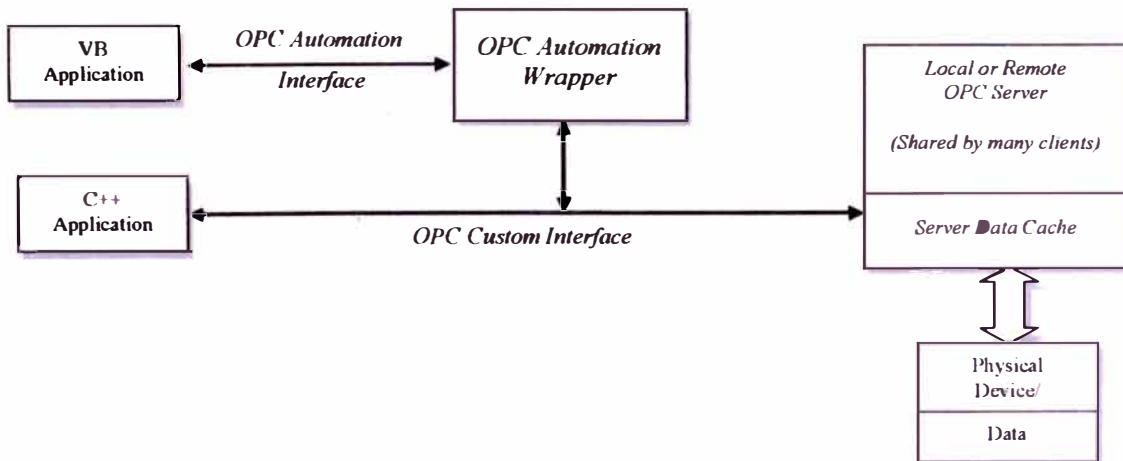 VB
Application
OPC Automation
Interface
OPC Automation
Wrapper
Local or Remote
OPC Server
(Shared by many clients)
C++
Application
OPC Custom Interface
Server Data Cache
Physical
Device/
Data